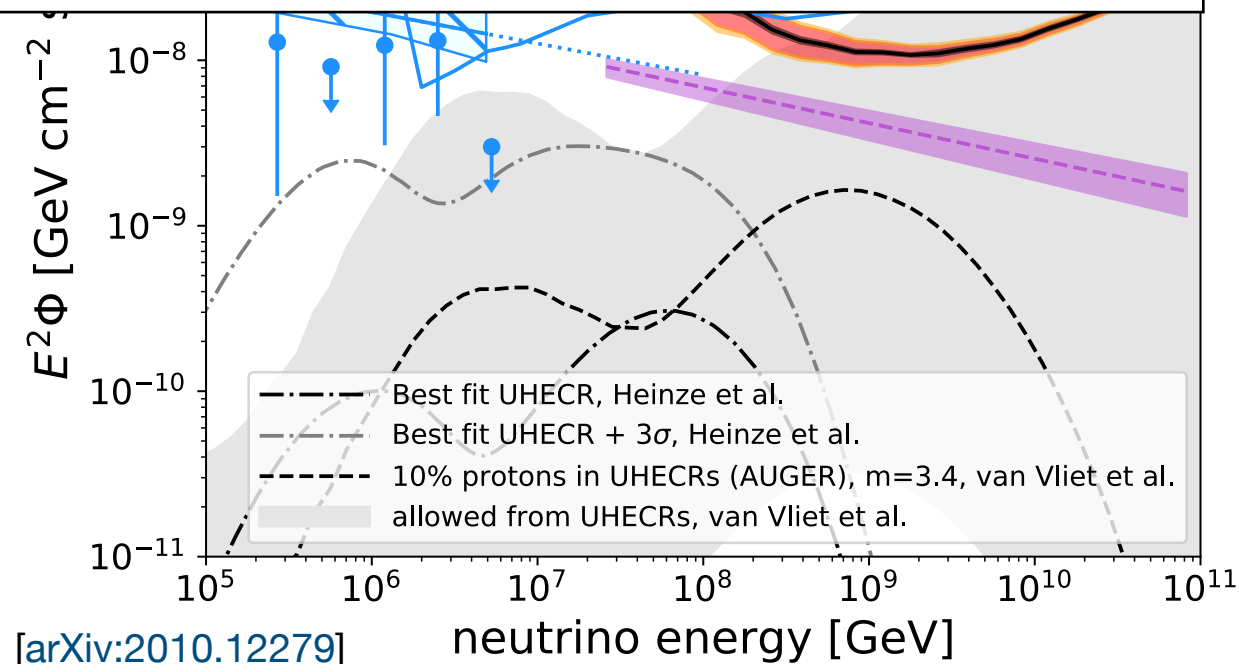 E²Φ [GeV cm⁻²
10⁻⁸
10⁻⁹
10⁻¹⁰
10⁻¹¹
Best fit UHECR, Heinze et al.
Best fit UHECR + 3σ, Heinze et al.
10% protons in UHECRs (AUGER), m=3.4, van Vliet et al.
allowed from UHECRs, van Vliet et al.
10⁵ 10⁶ 10⁷ 10⁸ 10⁹ 10¹⁰ 10¹¹
neutrino energy [GeV]
[arXiv:2010.12279]